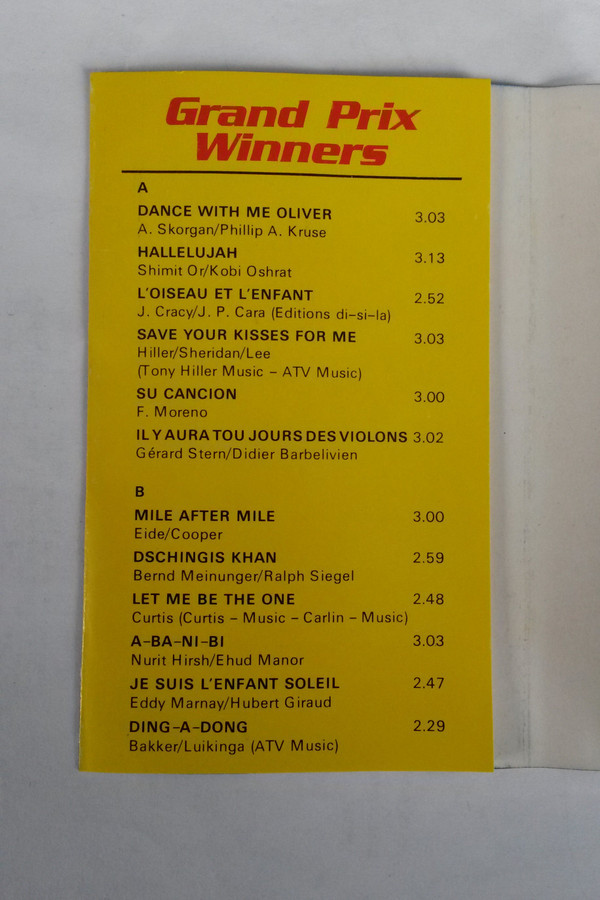 Grand Prix
Winners
A
DANCE WITH ME OLIVER 3.03
A. Skorgan/Phillip A. Kruse
HALLELUJAH 3.13
Shimit Or/Kobi Oshrat
L'OISEAU ET L'ENFANT 2.52
J. Cracy/J. P. Cara (Editions di-si-la)
SAVE YOUR KISSES FOR ME 3.03
Hiller/Sheridan/Lee
(Tony Hiller Music – ATV Music)
SU CANCION 3.00
F. Moreno
IL Y AURA TOU JOURS DES VIOLONS 3.02
Gérard Stern/Didier Barbelivien
B
MILE AFTER MILE 3.00
Eide/Cooper
DSCHINGIS KHAN 2.59
Bernd Meinunger/Ralph Siegel
LET ME BE THE ONE 2.48
Curtis (Curtis – Music – Carlin – Music)
A-BA-NI-BI 3.03
Nurit Hirsh/Ehud Manor
JE SUIS L'ENFANT SOLEIL 2.47
Eddy Marnay/Hubert Giraud
DING-A-DONG 2.29
Bakker/Luikinga (ATV Music)